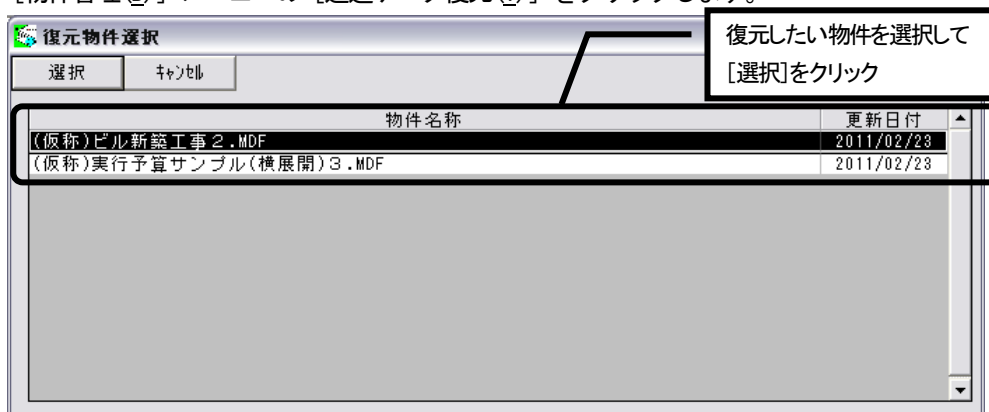 復元物件選択
復元したい物件を選択して
[選択]をクリック
選択 ｷｬﾝｾﾙ
物件名称 更新日付
(仮称)ビル新築工事２.MDF 2011/02/23
(仮称)実行予算サンプル(横展開)３.MDF 2011/02/23